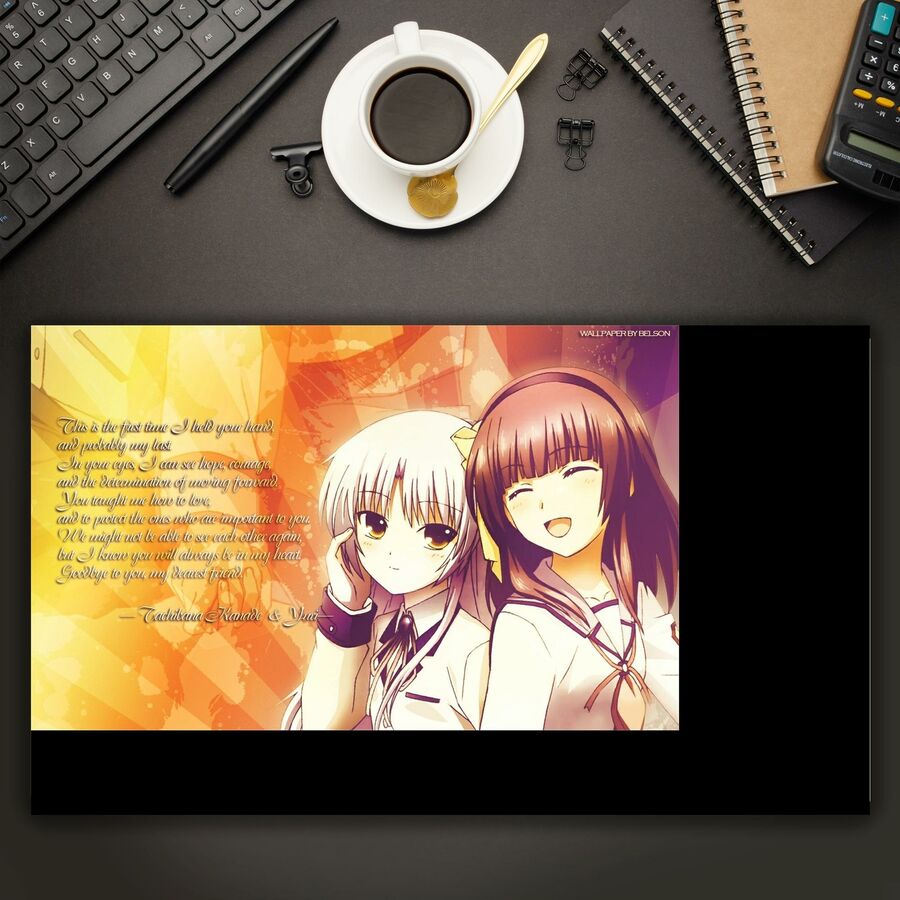 WALLPAPER BY BELSON
This is the first time I held your hand,
and probably my last.
In your eyes, I can see hope, courage,
and the determination of moving forward.
You taught me how to love,
and to protect the ones who are important to you.
We might not be able to see each other again,
but I know you will always be in my heart.
Goodbye to you, my dearest friend.
—Tachibana Kanade & Yuri—